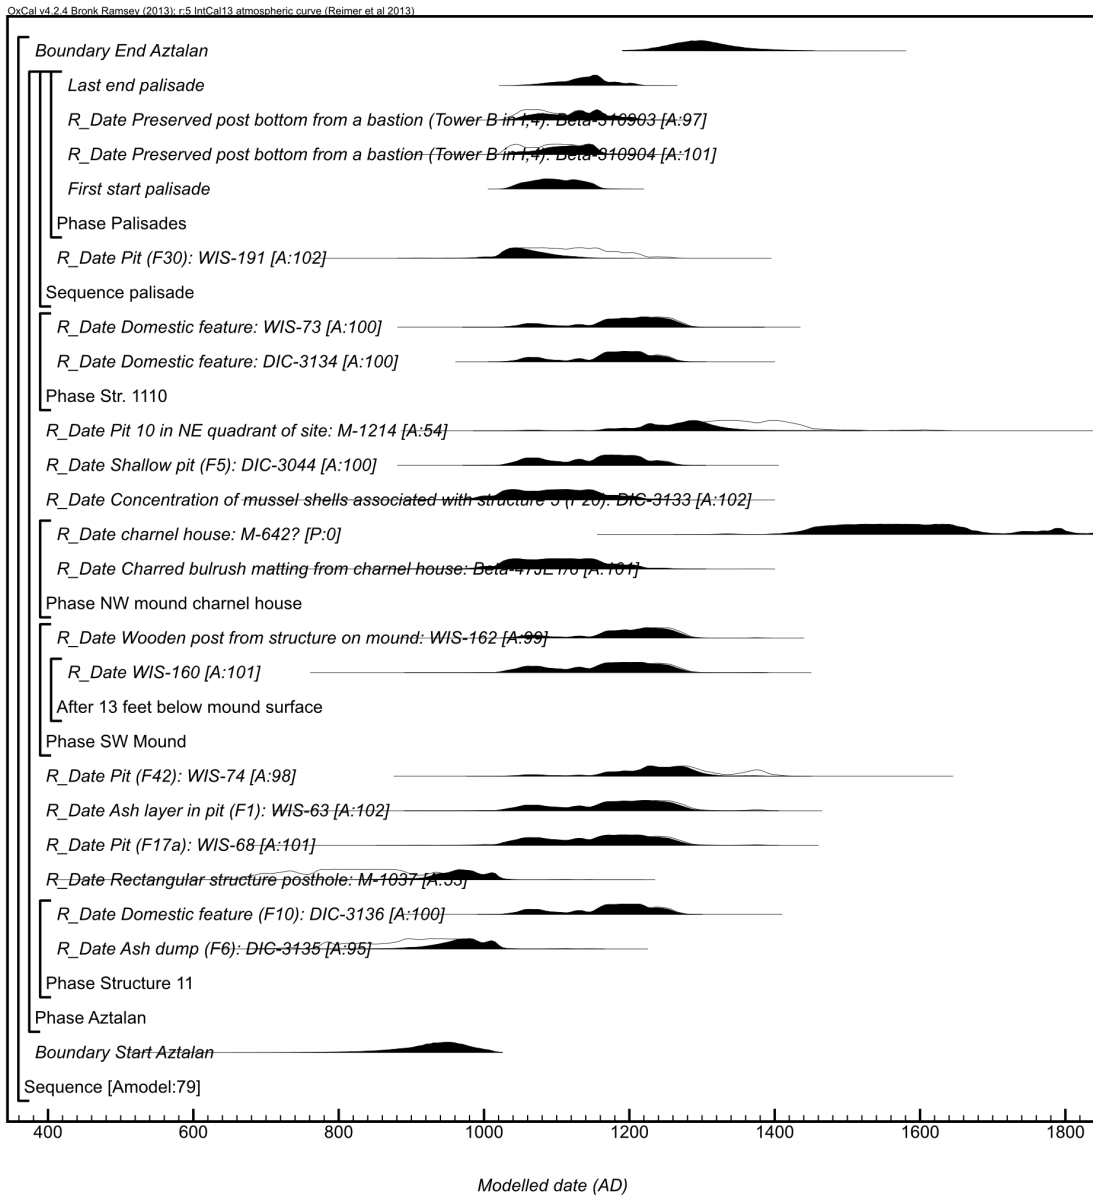 OxCal v4.2.4 Bronk Ramsey (2013); r:5 IntCal13 atmospheric curve (Reimer et al 2013)
Boundary End Aztalan
Last end palisade
R_Date Preserved post bottom from a bastion (Tower B in I,4): Beta-310903 [A:97]
R_Date Preserved post bottom from a bastion (Tower B in I,4): Beta-310904 [A:101]
First start palisade
Phase Palisades
R_Date Pit (F30): WIS-191 [A:102]
Sequence palisade
R_Date Domestic feature: WIS-73 [A:100]
R_Date Domestic feature: DIC-3134 [A:100]
Phase Str. 1110
R_Date Pit 10 in NE quadrant of site: M-1214 [A:54]
R_Date Shallow pit (F5): DIC-3044 [A:100]
R_Date Concentration of mussel shells associated with structure 5 (F20): DIC-3133 [A:102]
R_Date charnel house: M-642? [P:0]
R_Date Charred bulrush matting from charnel house: [A:101]
Phase NW mound charnel house
R_Date Wooden post from structure on mound: WIS-162 [A:99]
R_Date WIS-160 [A:101]
After 13 feet below mound surface
Phase SW Mound
R_Date Pit (F42): WIS-74 [A:98]
R_Date Ash layer in pit (F1): WIS-63 [A:102]
R_Date Pit (F17a): WIS-68 [A:101]
R_Date Rectangular structure posthole: M-1037
R_Date Domestic feature (F10): DIC-3136 [A:100]
R_Date Ash dump (F6): DIC-3135 [A:95]
Phase Structure 11
Phase Aztalan
Boundary Start Aztalan
Sequence [Amodel:79]
400 600 800 1000 1200 1400 1600 1800
Modelled date (AD)